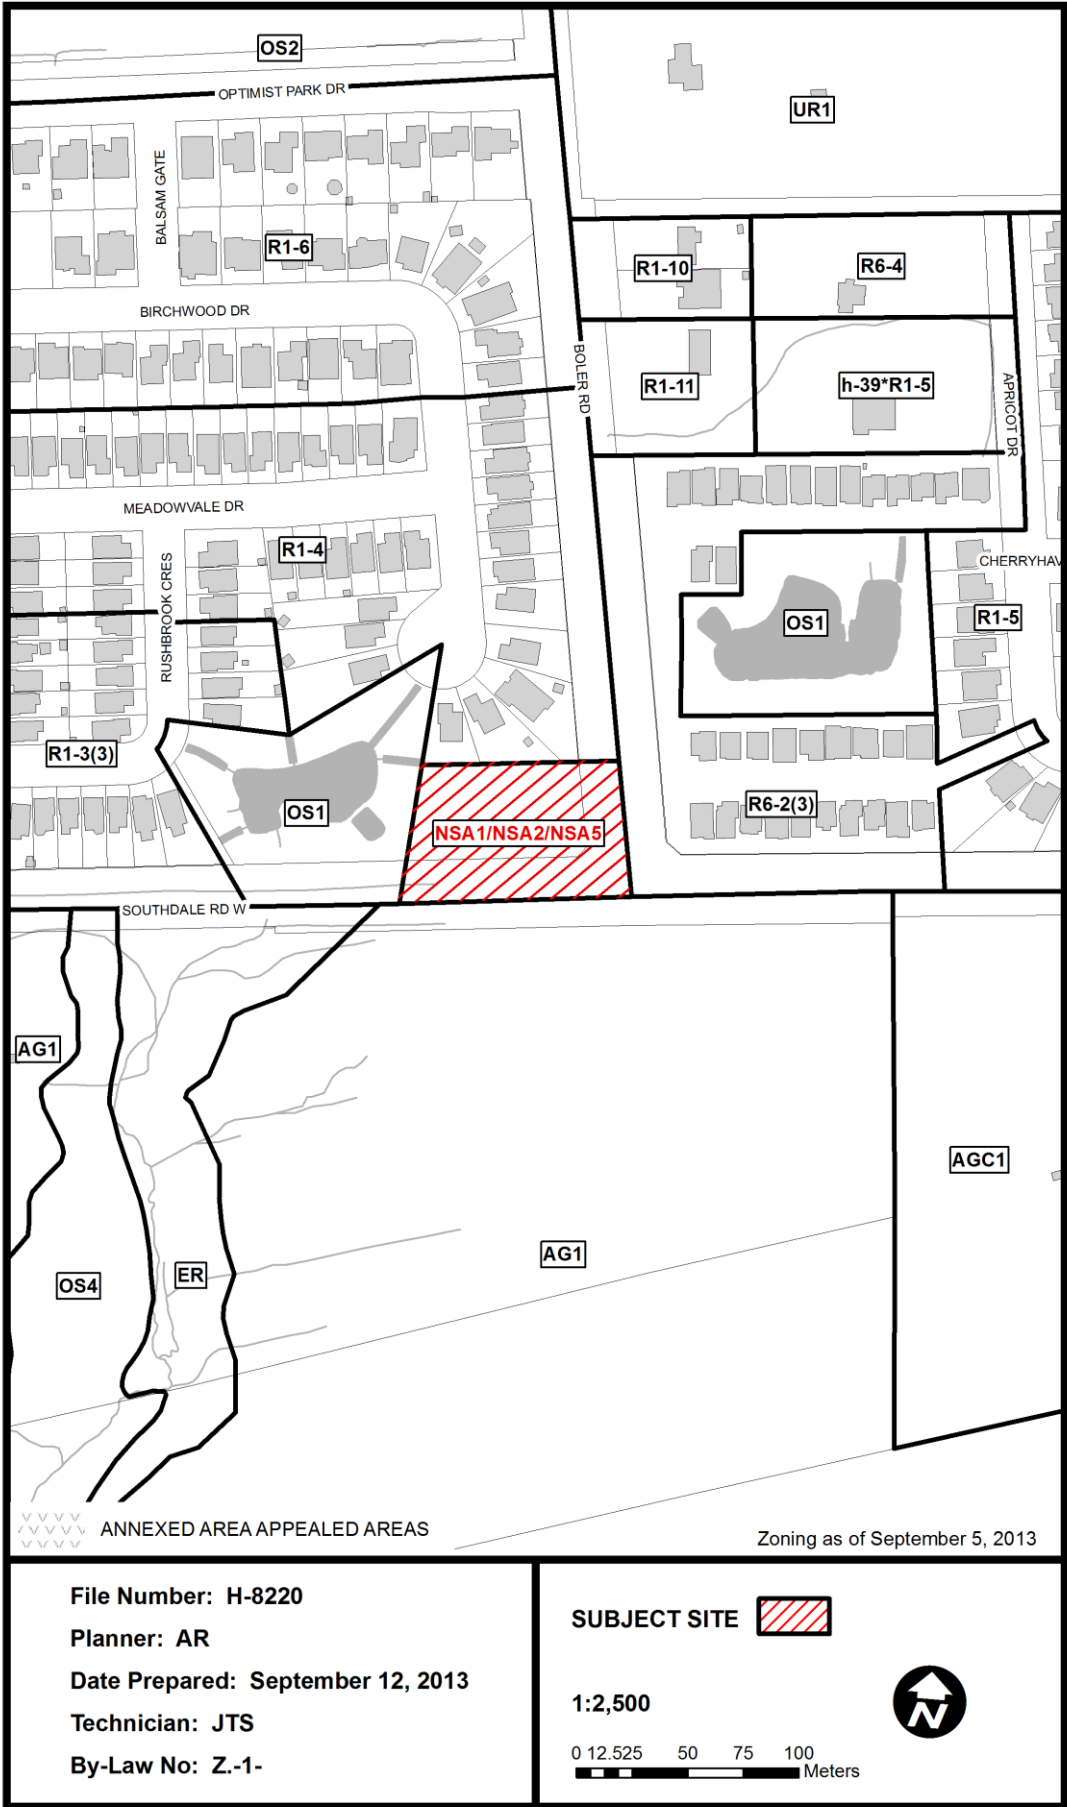 OS2
OPTIMIST PARK DR
UR1
BALSAM GATE
R1-6
R1-10
R6-4
BIRCHWOOD DR
BOLER RD
R1-11
h-39*R1-5
APRICOT DR
MEADOWVALE DR
R1-4
RUSHBROOK CRES
CHERRYHAV
OS1
R1-5
R1-3(3)
OS1
R6-2(3)
NSA1/NSA2/NSA5
SOUTHDALE RD W
AG1
AGC1
AG1
OS4
ER
ANNEXED AREA APPEALED AREAS
Zoning as of September 5, 2013
File Number: H-8220
Planner: AR
Date Prepared: September 12, 2013
Technician: JTS
By-Law No: Z.-1-
SUBJECT SITE
1:2,500
N
0 12.525 50 75 100
Meters